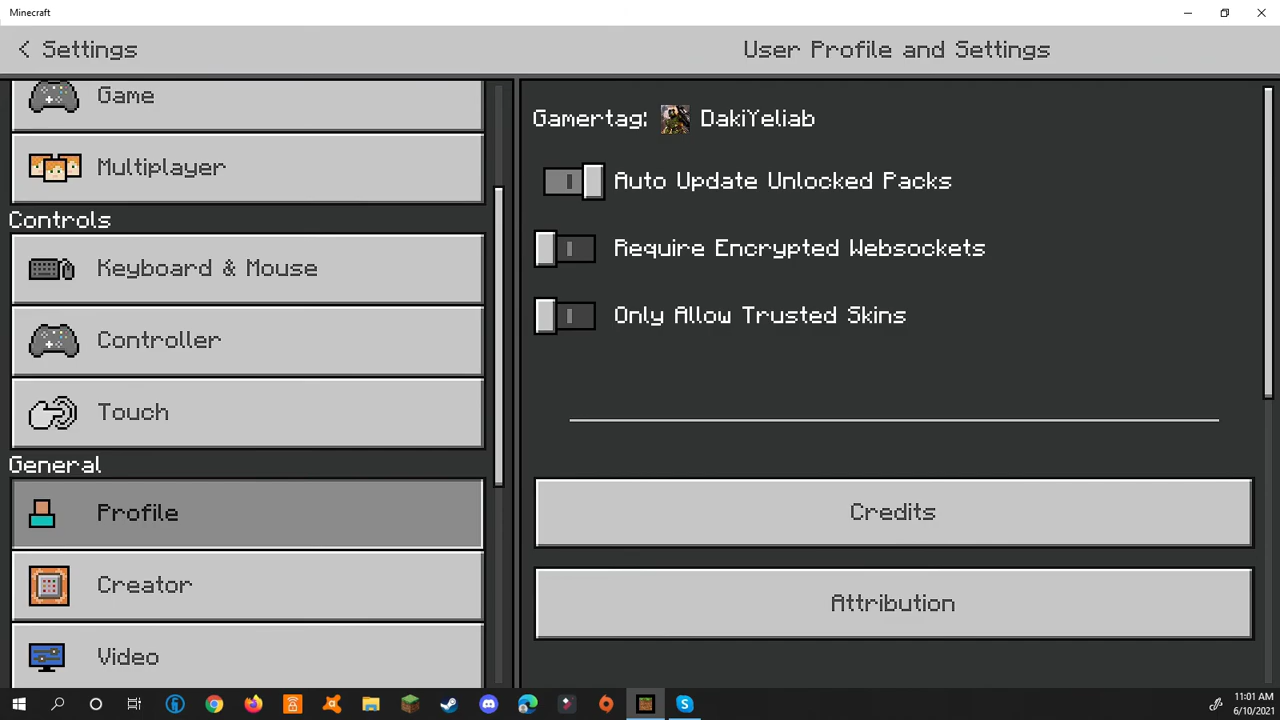 Minecraft
< Settings
User Profile and Settings
Game
Multiplayer
Controls
Keyboard & Mouse
Controller
Touch
General
Profile
Creator
Video
Gamertag: DakiYeliab
Auto Update Unlocked Packs
Require Encrypted Websockets
Only Allow Trusted Skins
Credits
Attribution
11:01 AM
6/10/2021